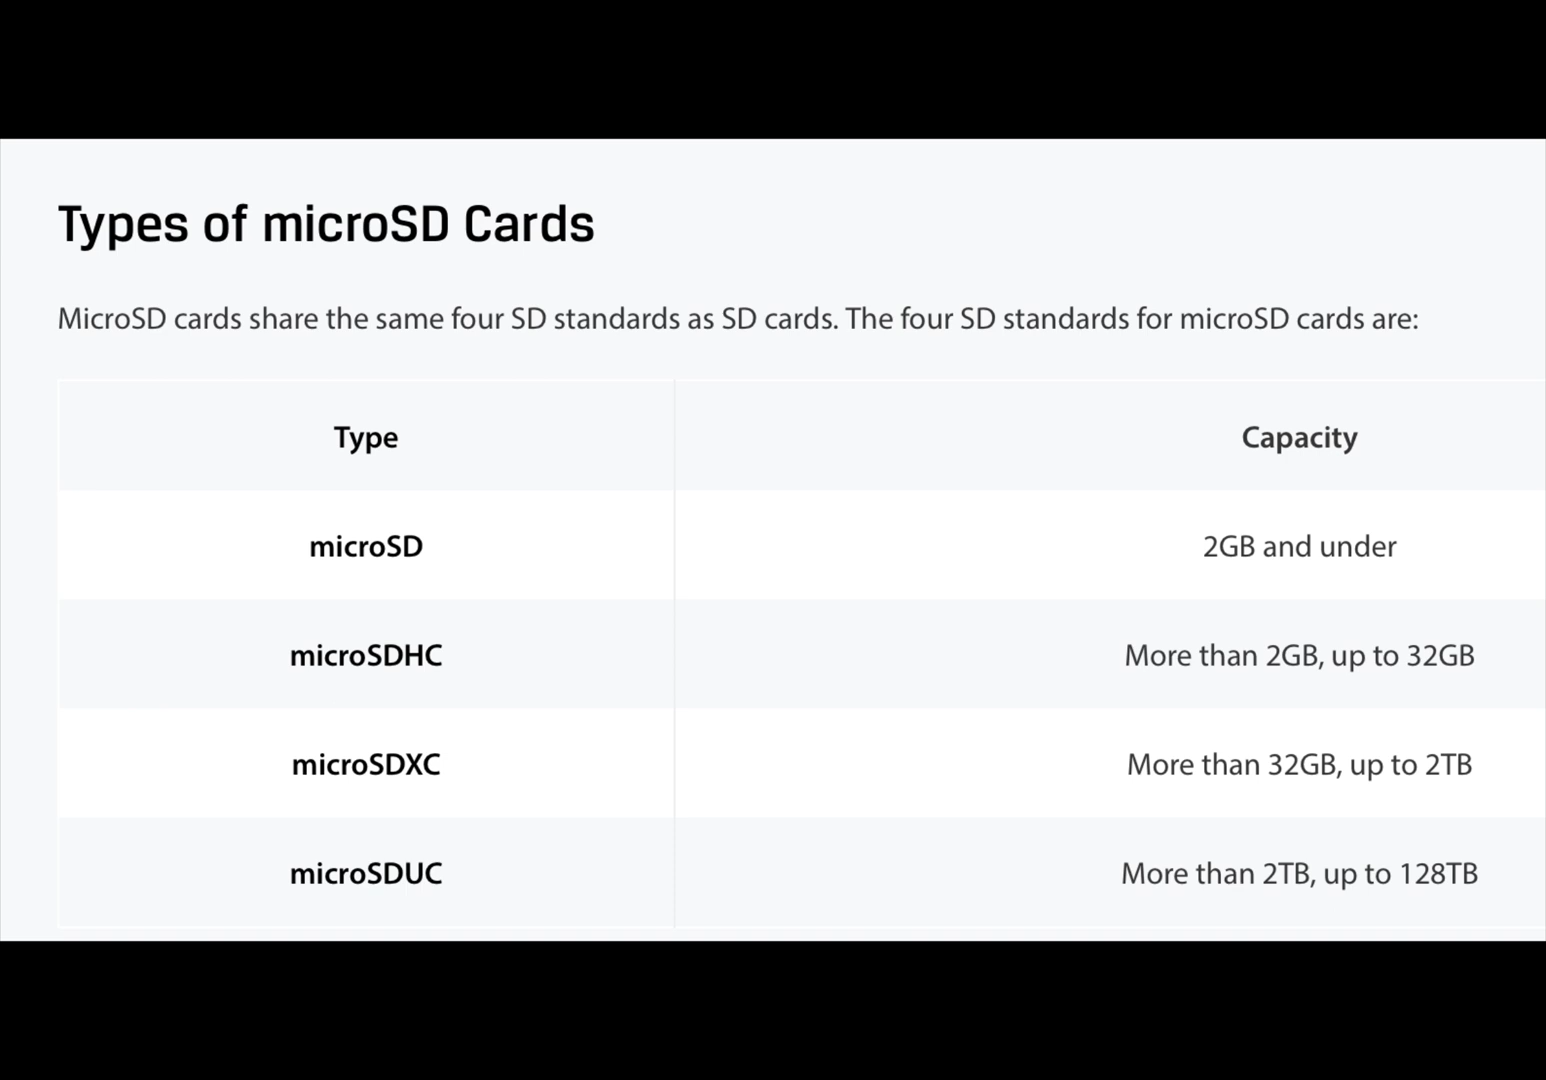 Types of microSD Cards
MicroSD cards share the same four SD standards as SD cards. The four SD standards for microSD cards are:
Type Capacity
microSD 2GB and under
microSDHC More than 2GB, up to 32GB
microSDXC More than 32GB, up to 2TB
microSDUC More than 2TB, up to 128TB